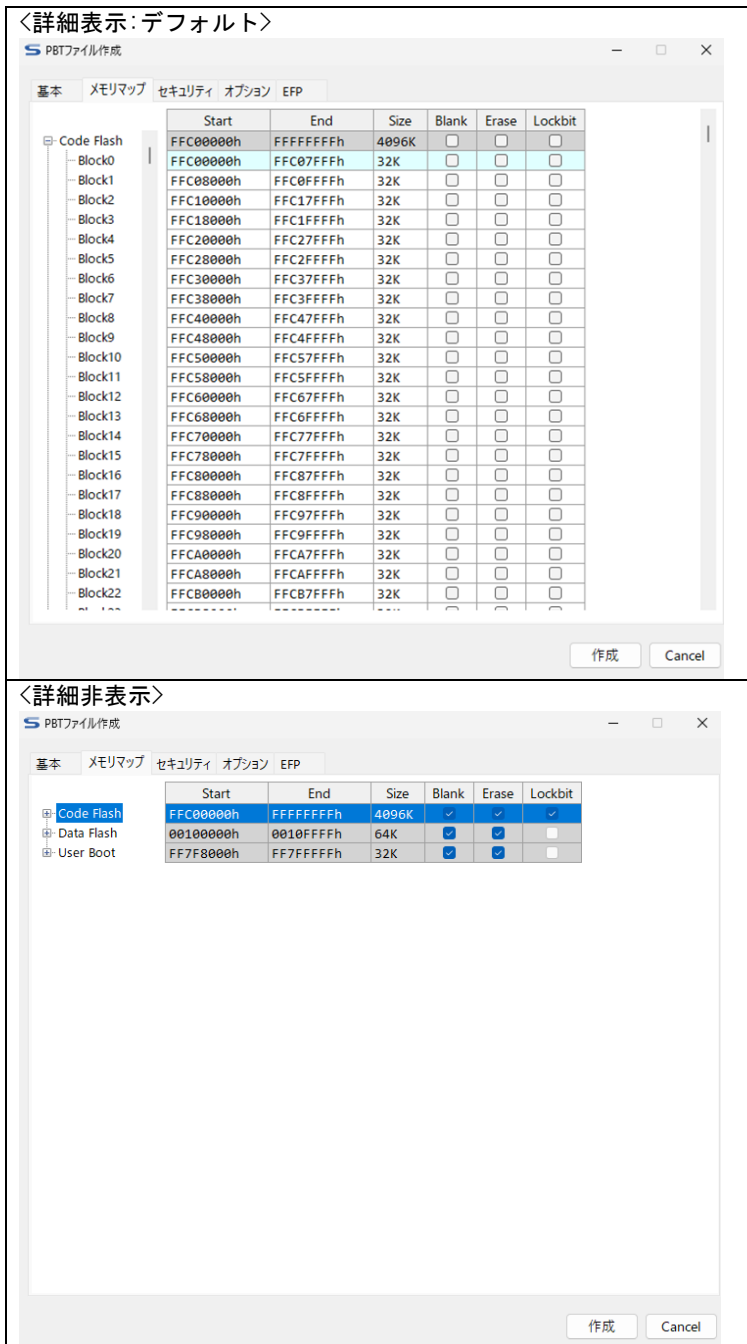 <詳細表示:デフォルト>
PBTファイル作成
基本 メモリマップ セキュリティ オプション EFP
Start End Size Blank Erase Lockbit
Code Flash FFC00000h FFFFFFFFh 4096K
Block0 FFC00000h FFC07FFFh 32K
Block1 FFC08000h FFC0FFFFh 32K
Block2 FFC10000h FFC17FFFh 32K
Block3 FFC18000h FFC1FFFFh 32K
Block4 FFC20000h FFC27FFFh 32K
Block5 FFC28000h FFC2FFFFh 32K
Block6 FFC30000h FFC37FFFh 32K
Block7 FFC38000h FFC3FFFFh 32K
Block8 FFC40000h FFC47FFFh 32K
Block9 FFC48000h FFC4FFFFh 32K
Block10 FFC50000h FFC57FFFh 32K
Block11 FFC58000h FFC5FFFFh 32K
Block12 FFC60000h FFC67FFFh 32K
Block13 FFC68000h FFC6FFFFh 32K
Block14 FFC70000h FFC77FFFh 32K
Block15 FFC78000h FFC7FFFFh 32K
Block16 FFC80000h FFC87FFFh 32K
Block17 FFC88000h FFC8FFFFh 32K
Block18 FFC90000h FFC97FFFh 32K
Block19 FFC98000h FFC9FFFFh 32K
Block20 FFCA0000h FFCA7FFFh 32K
Block21 FFCA8000h FFCAFFFFh 32K
Block22 FFCB0000h FFCB7FFFh 32K
作成 Cancel
<詳細非表示>
PBTファイル作成
基本 メモリマップ セキュリティ オプション EFP
Start End Size Blank Erase Lockbit
Code Flash FFC00000h FFFFFFFFh 4096K
Data Flash 00100000h 0010FFFFh 64K
User Boot FF7F8000h FF7FFFFFh 32K
作成 Cancel